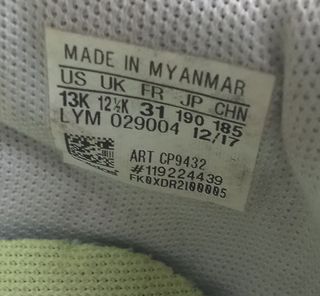 MADE IN MYANMAR
US UK FR JP CHN
13K 12½K 31 190 185
LYM 029004 12/17
ART CP9432
#119224439
FK0XDR2100005